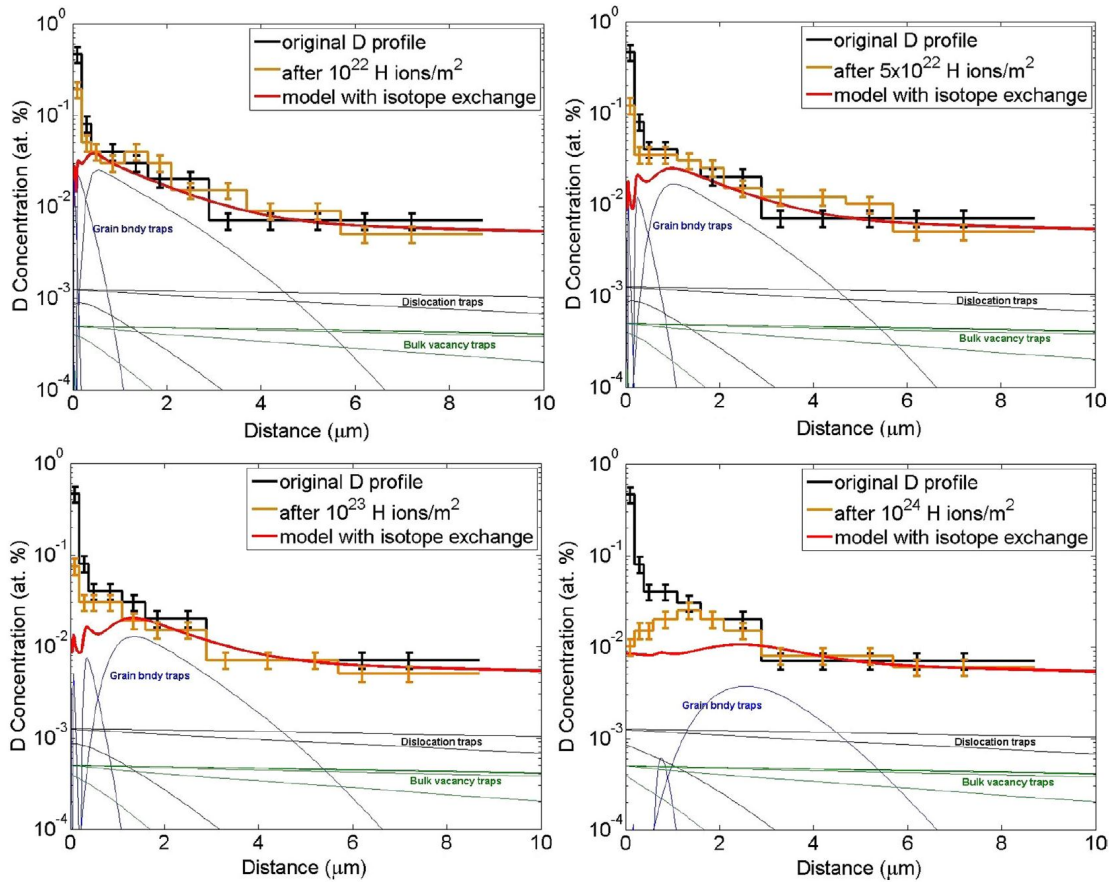 original D profile
after 10²² H ions/m²
model with isotope exchange
D Concentration (at. %)
10⁰
10⁻¹
10⁻²
10⁻³
10⁻⁴
Grain bndy traps
Dislocation traps
Bulk vacancy traps
0 2 4 6 8 10
Distance (μm)
original D profile
after 5x10²² H ions/m²
model with isotope exchange
D Concentration (at. %)
10⁰
10⁻¹
10⁻²
10⁻³
10⁻⁴
Grain bndy traps
Dislocation traps
Bulk vacancy traps
0 2 4 6 8 10
Distance (μm)
original D profile
after 10²³ H ions/m²
model with isotope exchange
D Concentration (at. %)
10⁰
10⁻¹
10⁻²
10⁻³
10⁻⁴
Grain bndy traps
Dislocation traps
Bulk vacancy traps
0 2 4 6 8 10
Distance (μm)
original D profile
after 10²⁴ H ions/m²
model with isotope exchange
D Concentration (at. %)
10⁰
10⁻¹
10⁻²
10⁻³
10⁻⁴
Grain bndy traps
Dislocation traps
Bulk vacancy traps
0 2 4 6 8 10
Distance (μm)